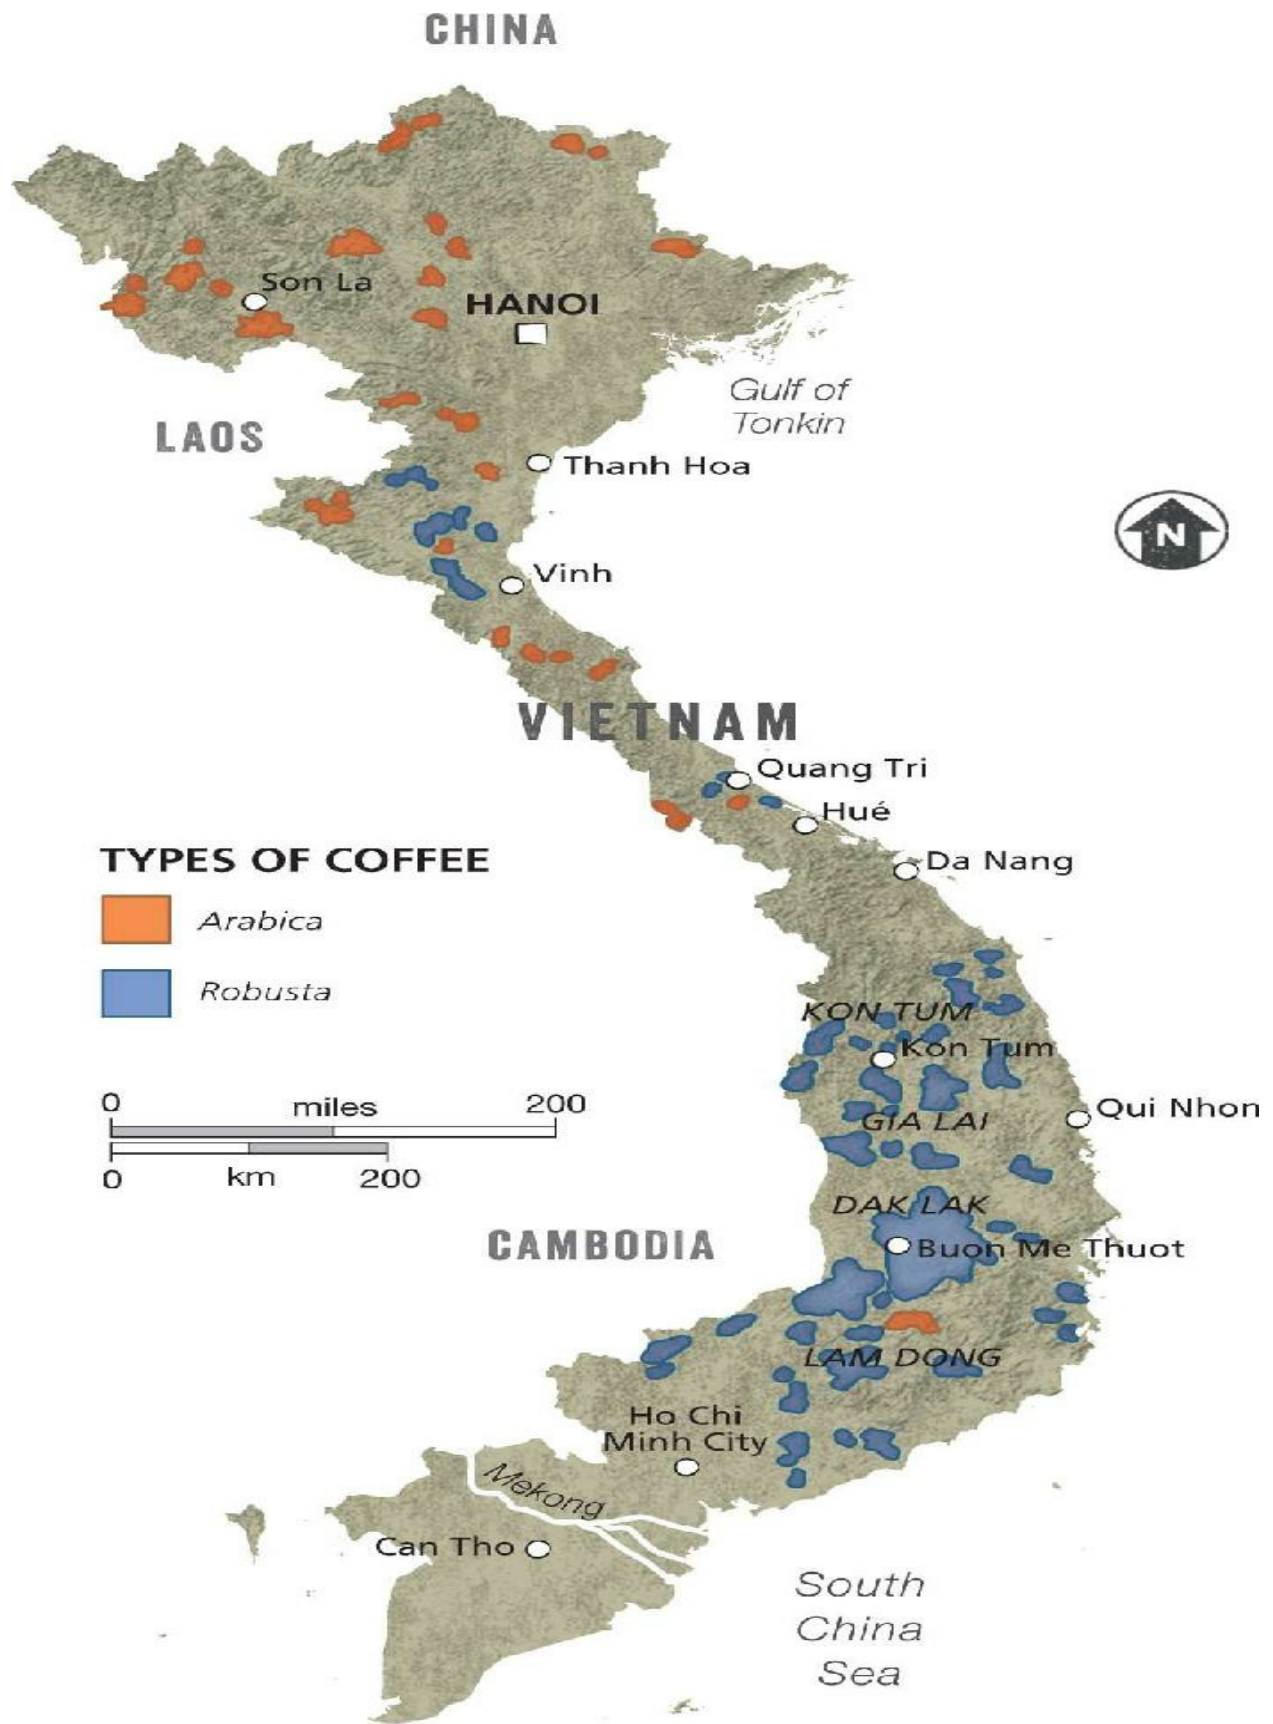 CHINA
Son La
HANOI
Gulf of
Tonkin
LAOS
Thanh Hoa
N
Vinh
VIETNAM
Quang Tri
Hué
TYPES OF COFFEE
Da Nang
Arabica
Robusta
KON TUM
Kon Tum
0 miles 200
GIA LAI
Qui Nhon
0 km 200
DAK LAK
CAMBODIA
Buon Me Thuot
LAM DONG
Ho Chi
Minh City
Mekong
Can Tho
South
China
Sea